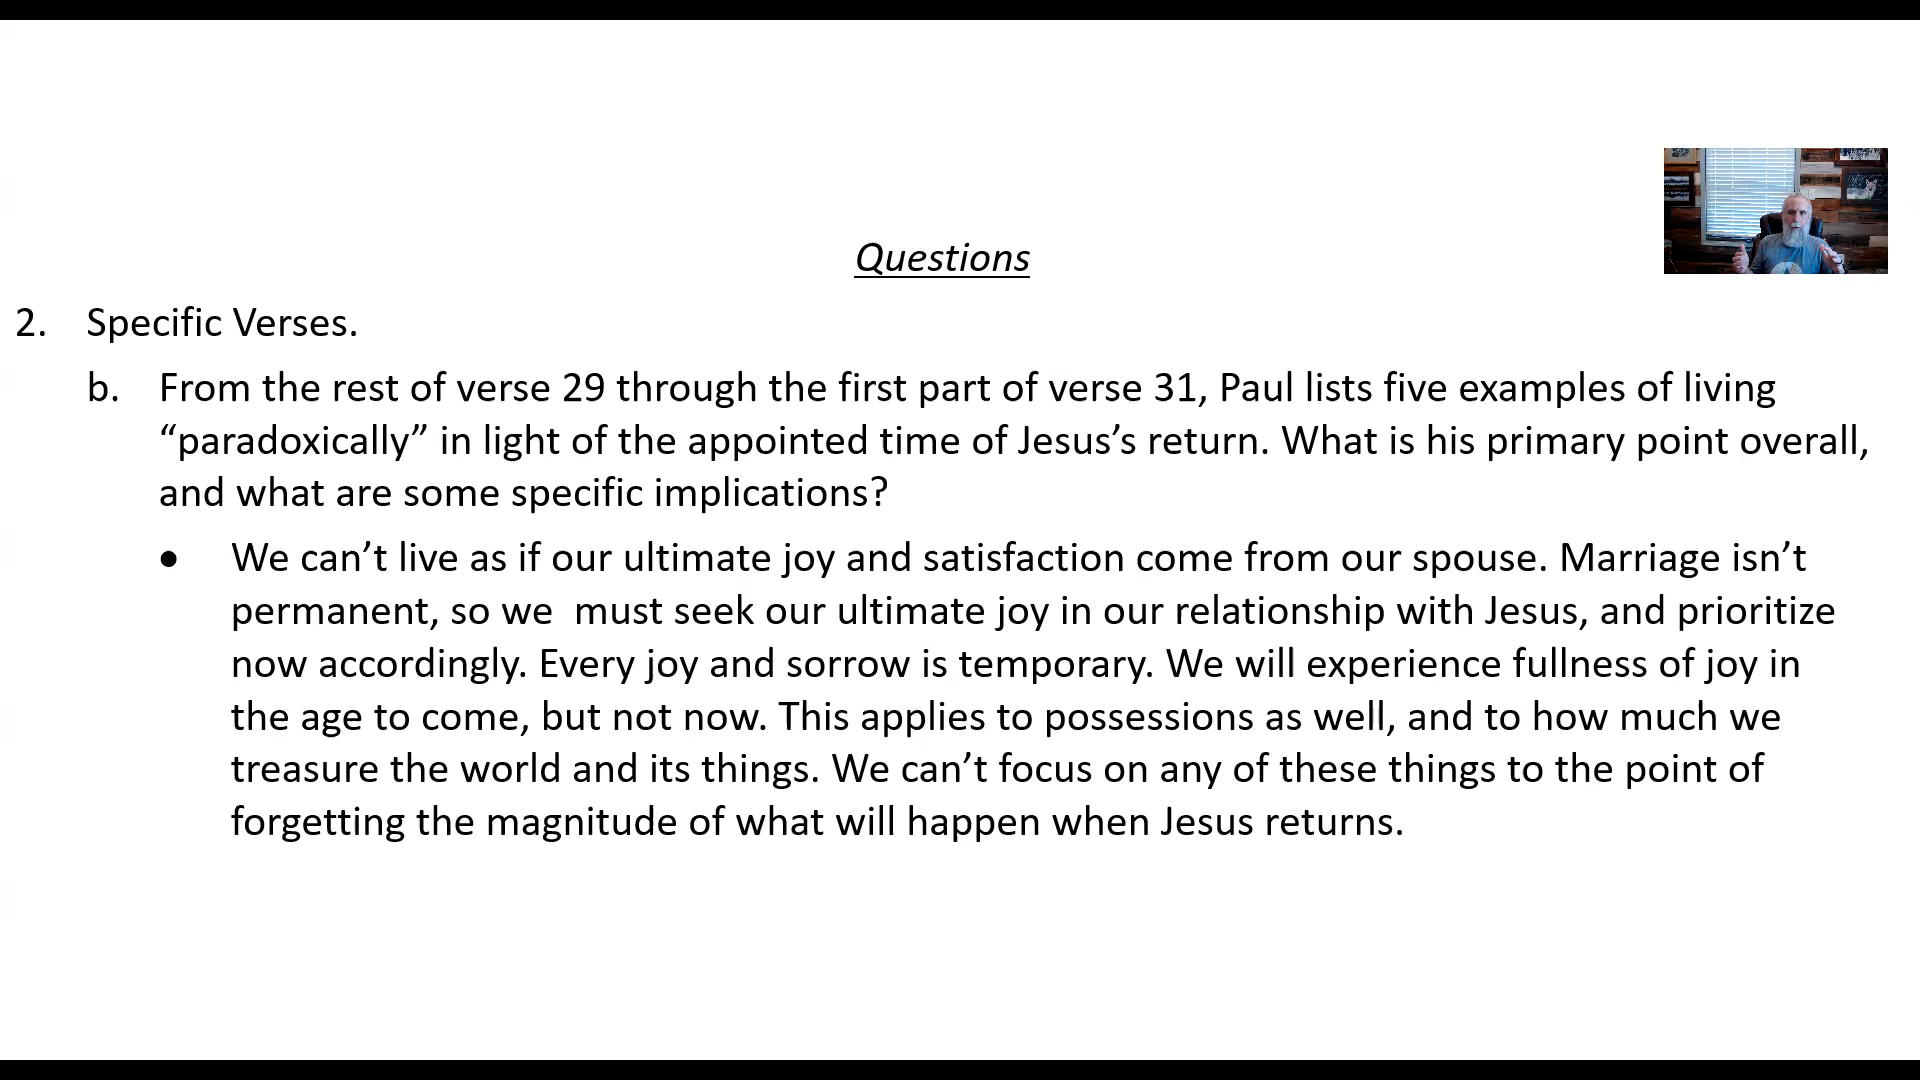 Questions
2. Specific Verses.
b. From the rest of verse 29 through the first part of verse 31, Paul lists five examples of living
“paradoxically” in light of the appointed time of Jesus’s return. What is his primary point overall,
and what are some specific implications?
• We can’t live as if our ultimate joy and satisfaction come from our spouse. Marriage isn’t
permanent, so we  must seek our ultimate joy in our relationship with Jesus, and prioritize
now accordingly. Every joy and sorrow is temporary. We will experience fullness of joy in
the age to come, but not now. This applies to possessions as well, and to how much we
treasure the world and its things. We can’t focus on any of these things to the point of
forgetting the magnitude of what will happen when Jesus returns.